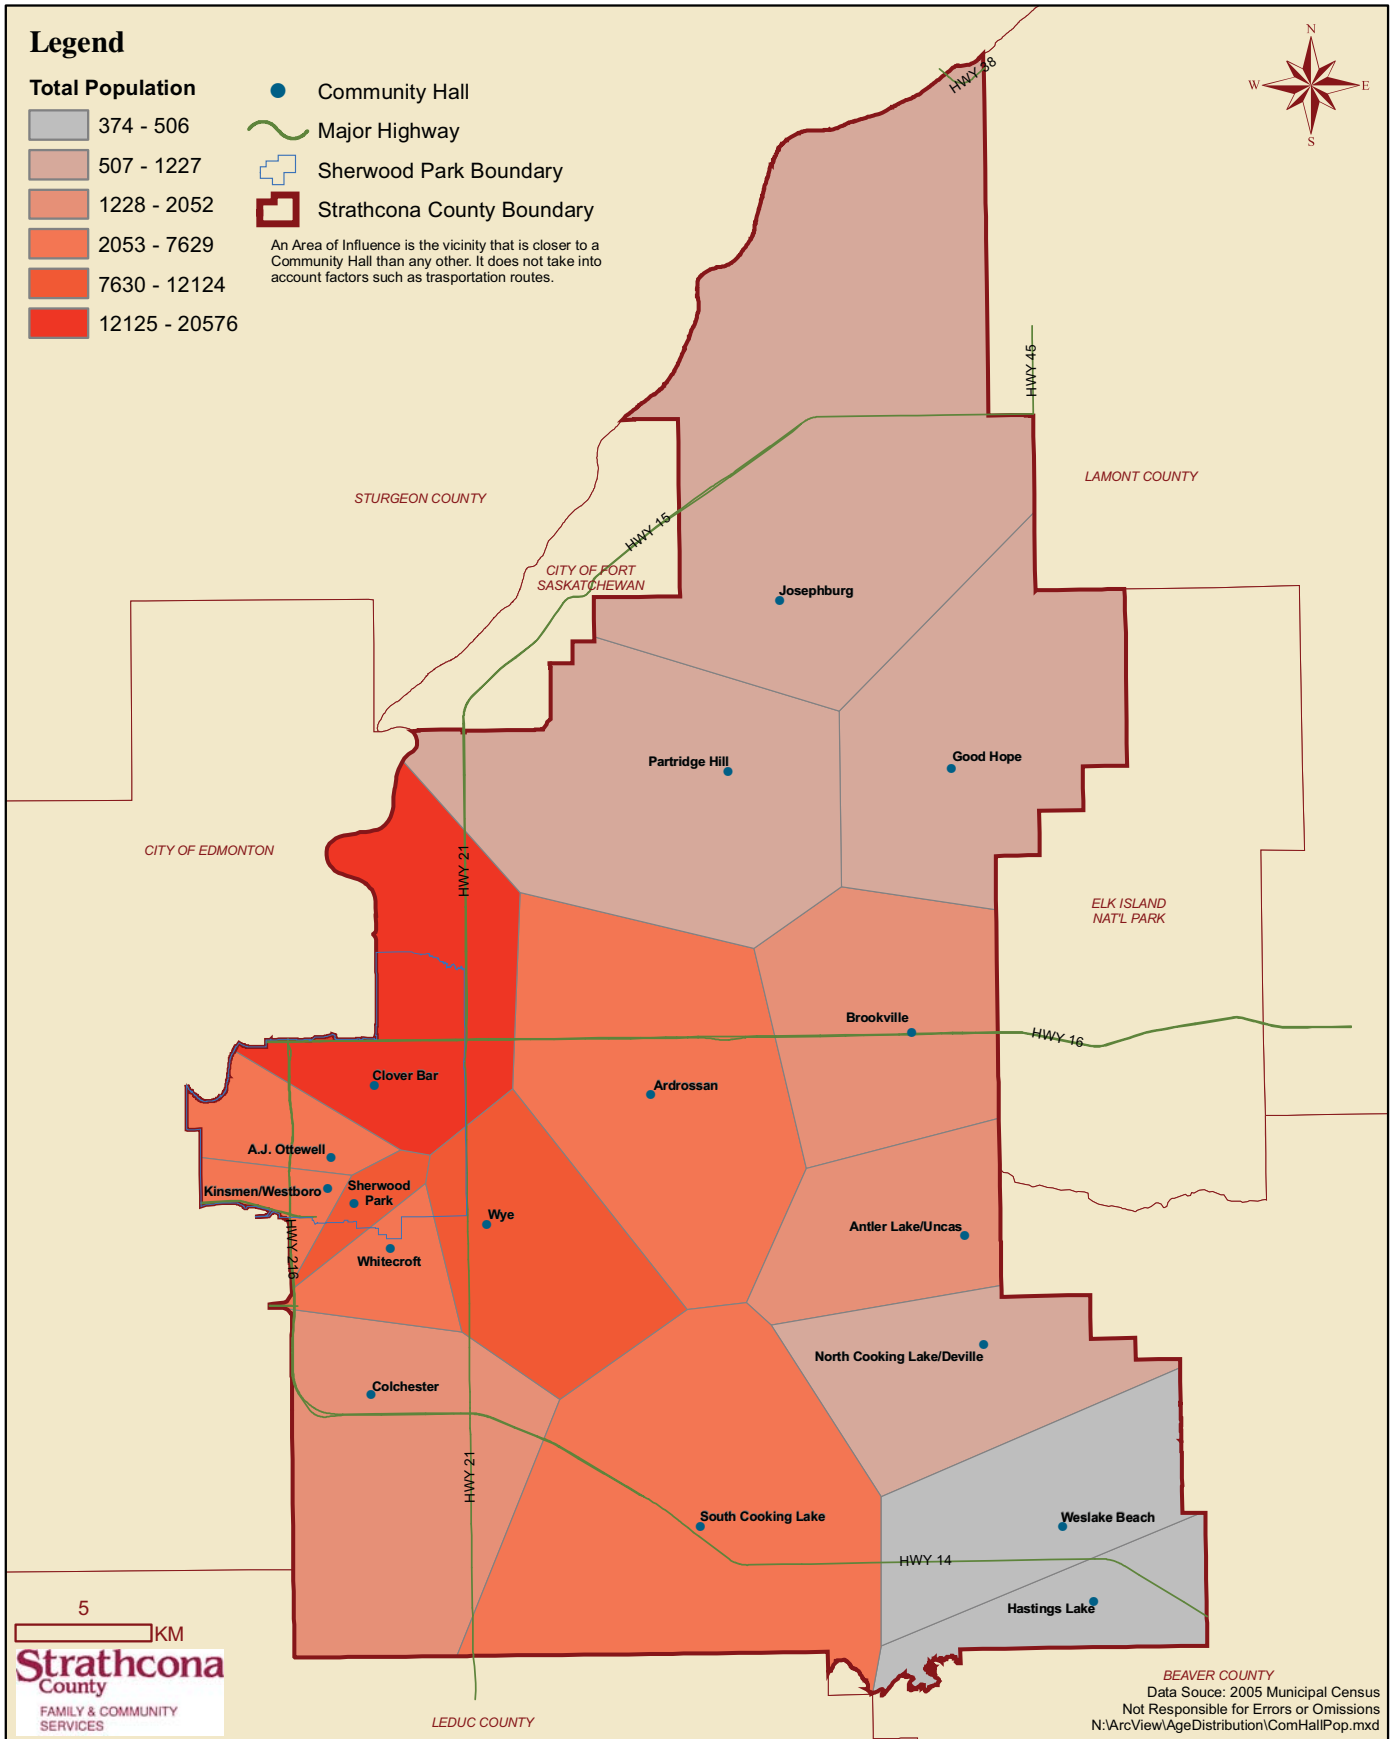 Legend
Total Population
374 - 506
507 - 1227
1228 - 2052
2053 - 7629
7630 - 12124
12125 - 20576
Community Hall
Major Highway
Sherwood Park Boundary
Strathcona County Boundary
An Area of Influence is the vicinity that is closer to a
Community Hall than any other. It does not take into
account factors such as trasportation routes.
N
W
E
S
HWY 38
HWY 45
STURGEON COUNTY
LAMONT COUNTY
HWY 15
CITY OF FORT
SASKATCHEWAN
Josephburg
Partridge Hill
Good Hope
CITY OF EDMONTON
HWY 21
ELK ISLAND
NAT'L PARK
Brookville
HWY 16
Clover Bar
Ardrossan
A.J. Ottewell
Kinsmen/Westboro
Sherwood
Park
Wye
Antler Lake/Uncas
HWY 216
Whitecroft
North Cooking Lake/Deville
Colchester
HWY 21
South Cooking Lake
Weslake Beach
HWY 14
Hastings Lake
5
KM
Strathcona
County
FAMILY & COMMUNITY
SERVICES
LEDUC COUNTY
BEAVER COUNTY
Data Souce: 2005 Municipal Census
Not Responsible for Errors or Omissions
N:\ArcView\AgeDistribution\ComHallPop.mxd